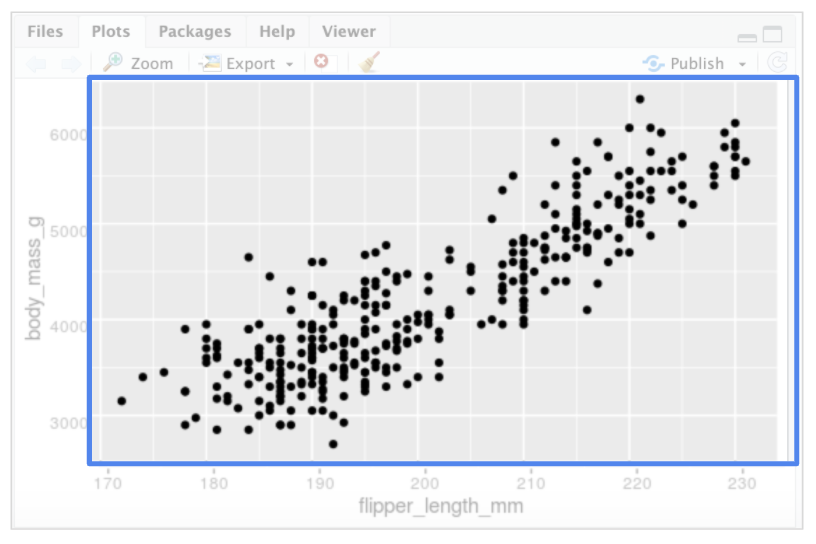 Files Plots Packages Help Viewer
Zoom Export Publish
6000
5000
4000
3000
body_mass_g
170 180 190 200 210 220 230
flipper_length_mm